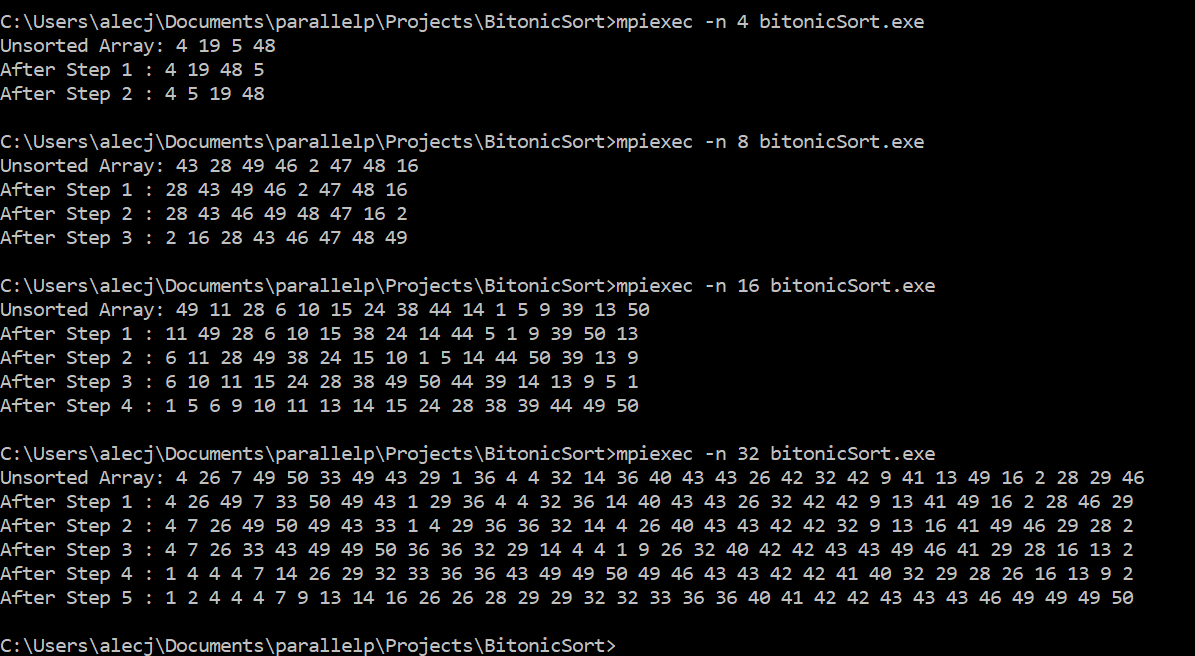 C:\Users\alecj\Documents\parallelp\Projects\BitonicSort>mpiexec -n 4 bitonicSort.exe
Unsorted Array: 4 19 5 48
After Step 1 : 4 19 48 5
After Step 2 : 4 5 19 48
C:\Users\alecj\Documents\parallelp\Projects\BitonicSort>mpiexec -n 8 bitonicSort.exe
Unsorted Array: 43 28 49 46 2 47 48 16
After Step 1 : 28 43 49 46 2 47 48 16
After Step 2 : 28 43 46 49 48 47 16 2
After Step 3 : 2 16 28 43 46 47 48 49
C:\Users\alecj\Documents\parallelp\Projects\BitonicSort>mpiexec -n 16 bitonicSort.exe
Unsorted Array: 49 11 28 6 10 15 24 38 44 14 1 5 9 39 13 50
After Step 1 : 11 49 28 6 10 15 38 24 14 44 5 1 9 39 50 13
After Step 2 : 6 11 28 49 38 24 15 10 1 5 14 44 50 39 13 9
After Step 3 : 6 10 11 15 24 28 38 49 50 44 39 14 13 9 5 1
After Step 4 : 1 5 6 9 10 11 13 14 15 24 28 38 39 44 49 50
C:\Users\alecj\Documents\parallelp\Projects\BitonicSort>mpiexec -n 32 bitonicSort.exe
Unsorted Array: 4 26 7 49 50 33 49 43 29 1 36 4 4 32 14 36 40 43 43 26 42 32 42 9 41 13 49 16 2 28 29 46
After Step 1 : 4 26 49 7 33 50 49 43 1 29 36 4 4 32 36 14 40 43 43 26 32 42 42 9 13 41 49 16 2 28 46 29
After Step 2 : 4 7 26 49 50 49 43 33 1 4 29 36 36 32 14 4 26 40 43 43 42 42 32 9 13 16 41 49 46 29 28 2
After Step 3 : 4 7 26 33 43 49 49 50 36 36 32 29 14 4 4 1 9 26 32 40 42 42 43 43 49 46 41 29 28 16 13 2
After Step 4 : 1 4 4 4 7 14 26 29 32 33 36 36 43 49 49 50 49 46 43 43 42 42 41 40 32 29 28 26 16 13 9 2
After Step 5 : 1 2 4 4 4 7 9 13 14 16 26 26 28 29 29 32 32 33 36 36 40 41 42 42 43 43 43 46 49 49 49 50
C:\Users\alecj\Documents\parallelp\Projects\BitonicSort>